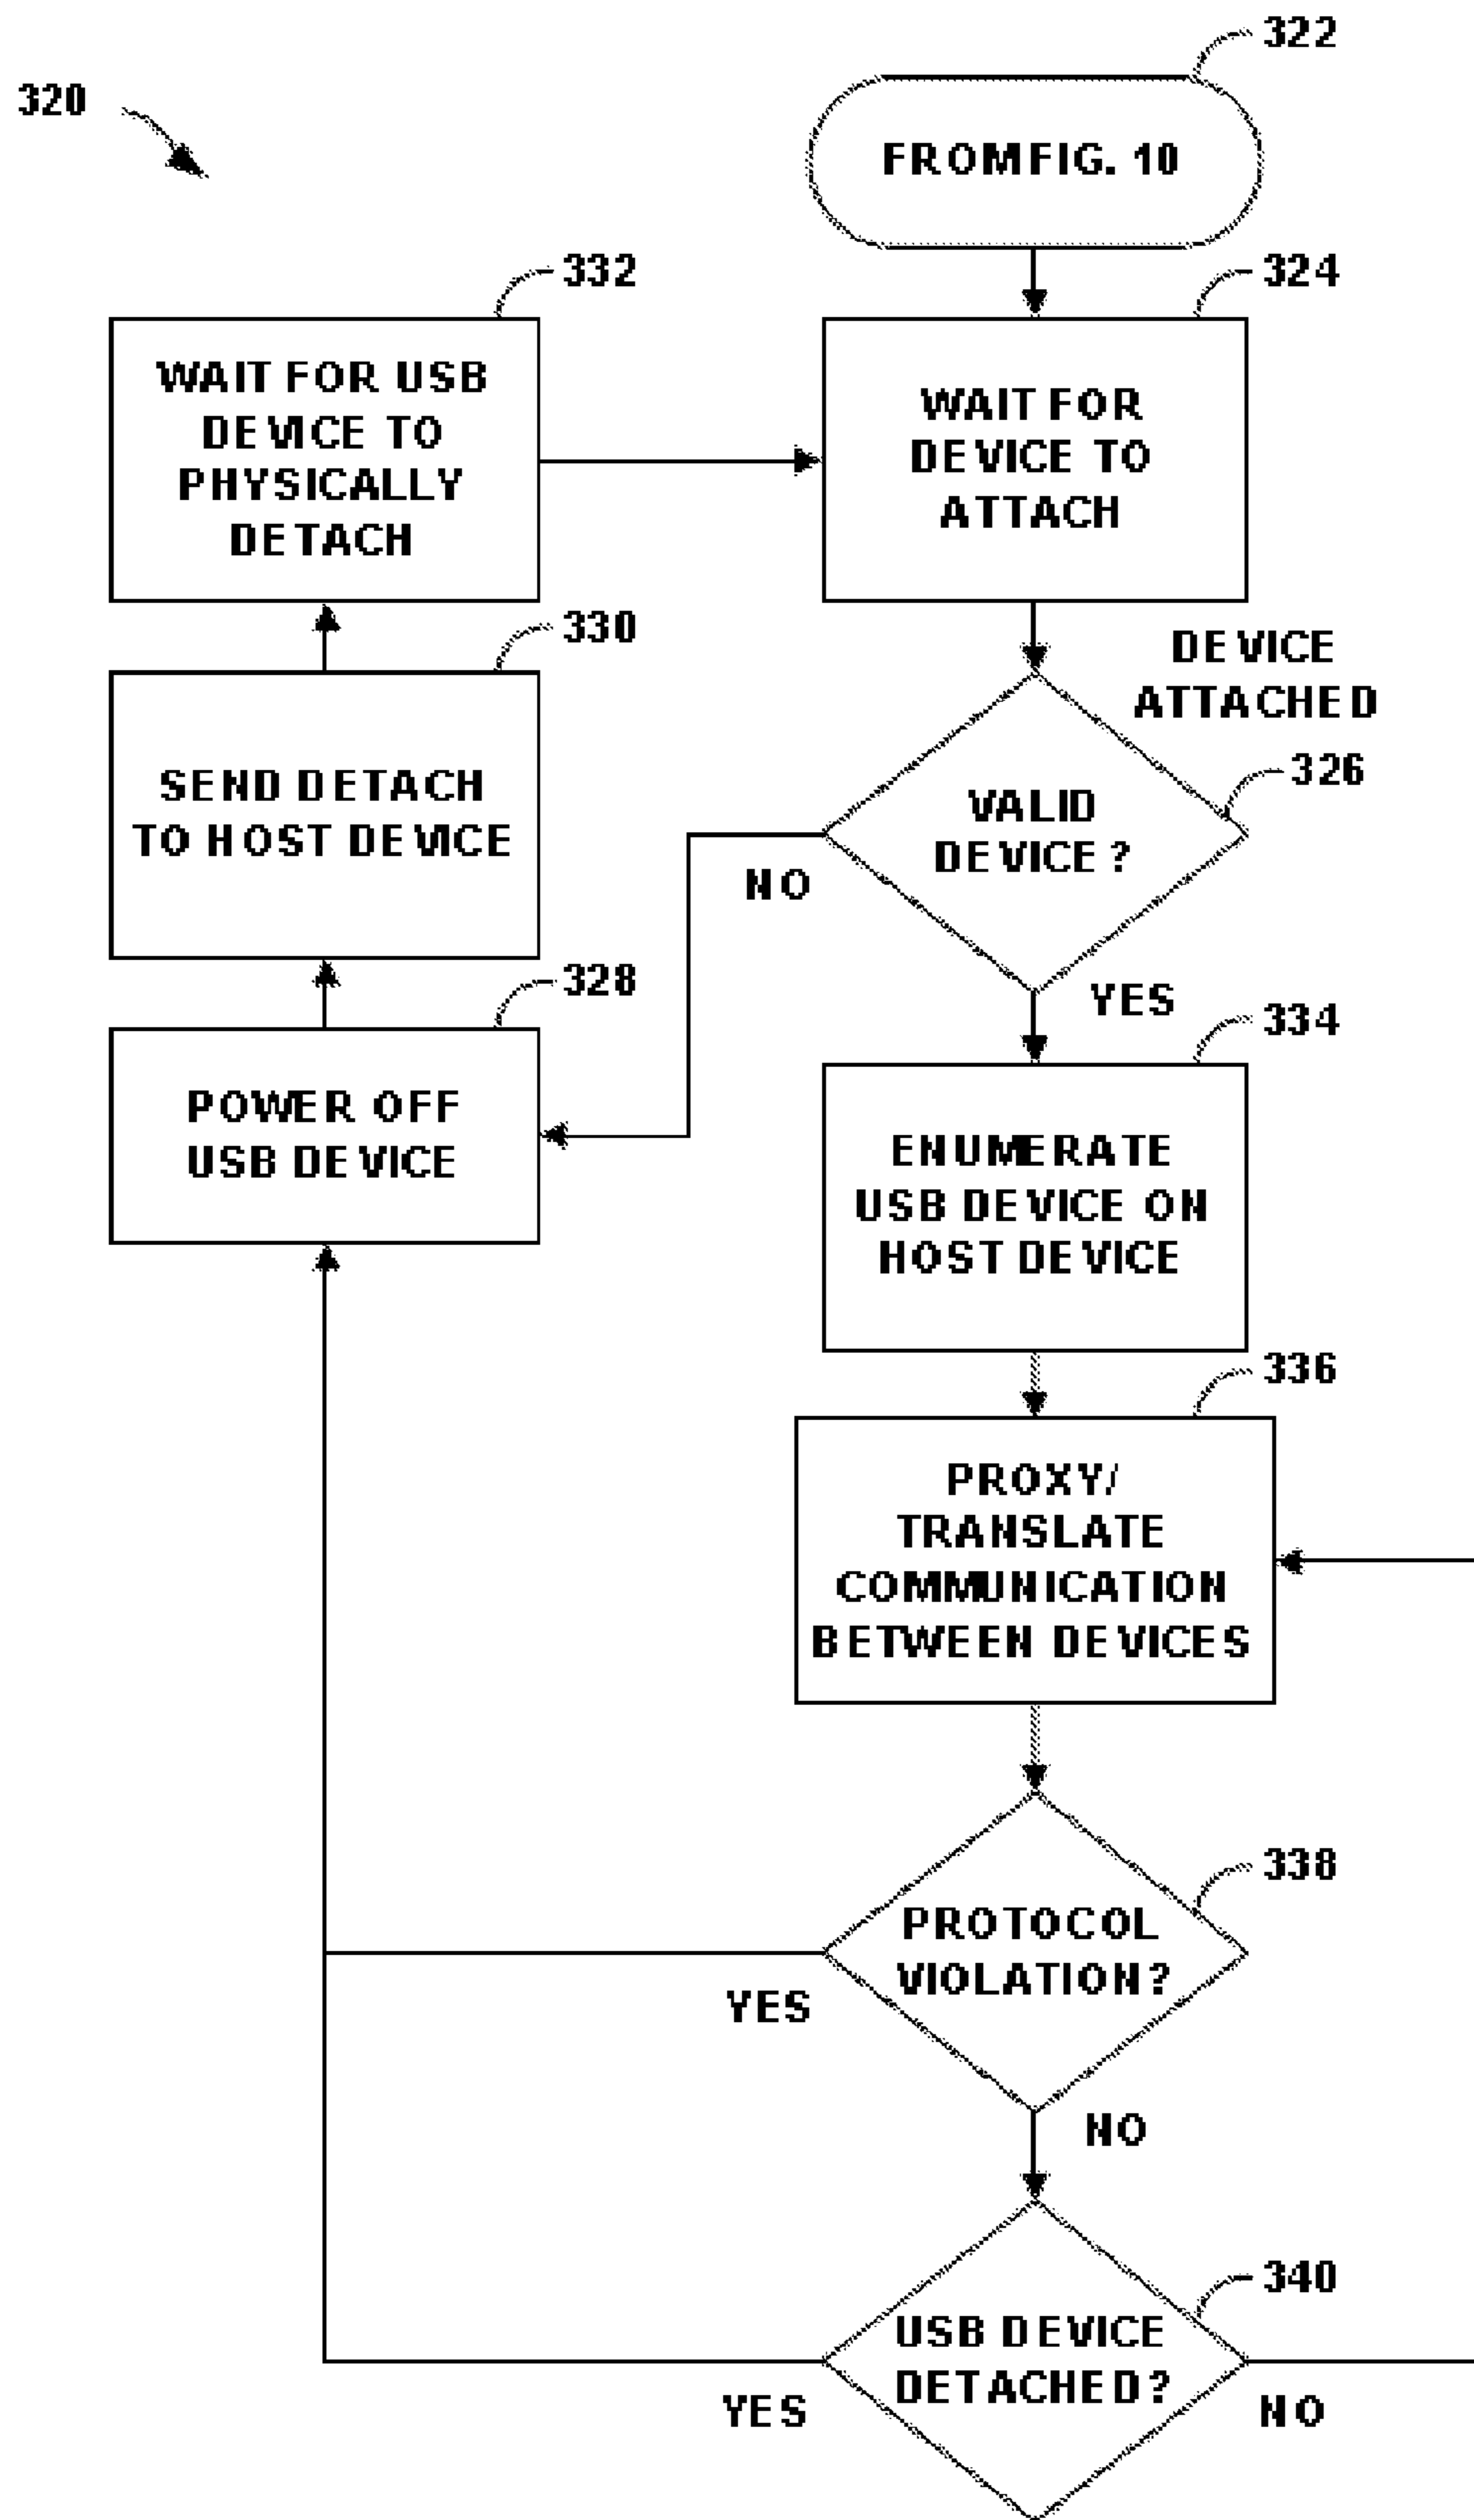 322
320
FROM FIG. 10
332
324
WAIT FOR USB
DEVICE TO
PHYSICALLY
DETACH
WAIT FOR
DEVICE TO
ATTACH
330
DEVICE
ATTACHED
SEND DETACH
TO HOST DEVICE
326
VALID
DEVICE?
NO
328
YES
334
POWER OFF
USB DEVICE
ENUMERATE
USB DEVICE ON
HOST DEVICE
336
PROXY/
TRANSLATE
COMMUNICATION
BETWEEN DEVICES
338
PROTOCOL
VIOLATION?
YES
NO
340
USB DEVICE
DETACHED?
YES
NO